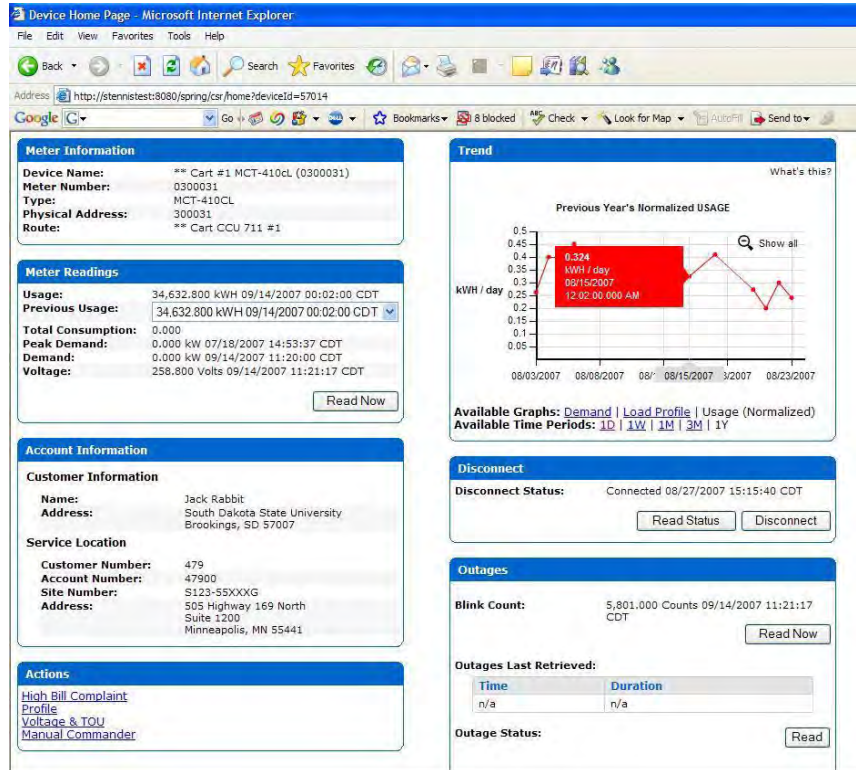 Device Home Page - Microsoft Internet Explorer
File Edit View Favorites Tools Help
Back Search Favorites
Address http://stennistest:8080/spring/csr/home?deviceId=57014
Google G Go Bookmarks 8 blocked Check Look for Map AutoFill Send to
Meter Information
Device Name: ** Cart #1 MCT-410cL (0300031)
Meter Number: 0300031
Type: MCT-410CL
Physical Address: 300031
Route: ** Cart CCU 711 #1
Meter Readings
Usage: 34,632.800 kWH 09/14/2007 00:02:00 CDT
Previous Usage: 34,632.800 kWH 09/14/2007 00:02:00 CDT
Total Consumption: 0.000
Peak Demand: 0.000 kW 07/18/2007 14:53:37 CDT
Demand: 0.000 kW 09/14/2007 11:20:00 CDT
Voltage: 258.800 Volts 09/14/2007 11:21:17 CDT
Read Now
Account Information
Customer Information
Name: Jack Rabbit
Address: South Dakota State University
Brookings, SD 57007
Service Location
Customer Number: 479
Account Number: 47900
Site Number: S123-55XXXG
Address: 505 Highway 169 North
Suite 1200
Minneapolis, MN 55441
Actions
High Bill Complaint
Profile
Voltage & TOU
Manual Commander
Trend
What's this?
Previous Year's Normalized USAGE
Show all
kWH / day
0.5
0.45
0.4
0.35
0.3
0.25
0.2
0.15
0.1
0.05
0.324
kWH / day
08/15/2007
12:02:00.000 AM
08/03/2007 08/08/2007 08/ 08/15/2007 3/2007 08/23/2007
Available Graphs: Demand | Load Profile | Usage (Normalized)
Available Time Periods: 1D | 1W | 1M | 3M | 1Y
Disconnect
Disconnect Status: Connected 08/27/2007 15:15:40 CDT
Read Status Disconnect
Outages
Blink Count: 5,801.000 Counts 09/14/2007 11:21:17
CDT
Read Now
Outages Last Retrieved:
Time Duration
n/a n/a
Outage Status: Read